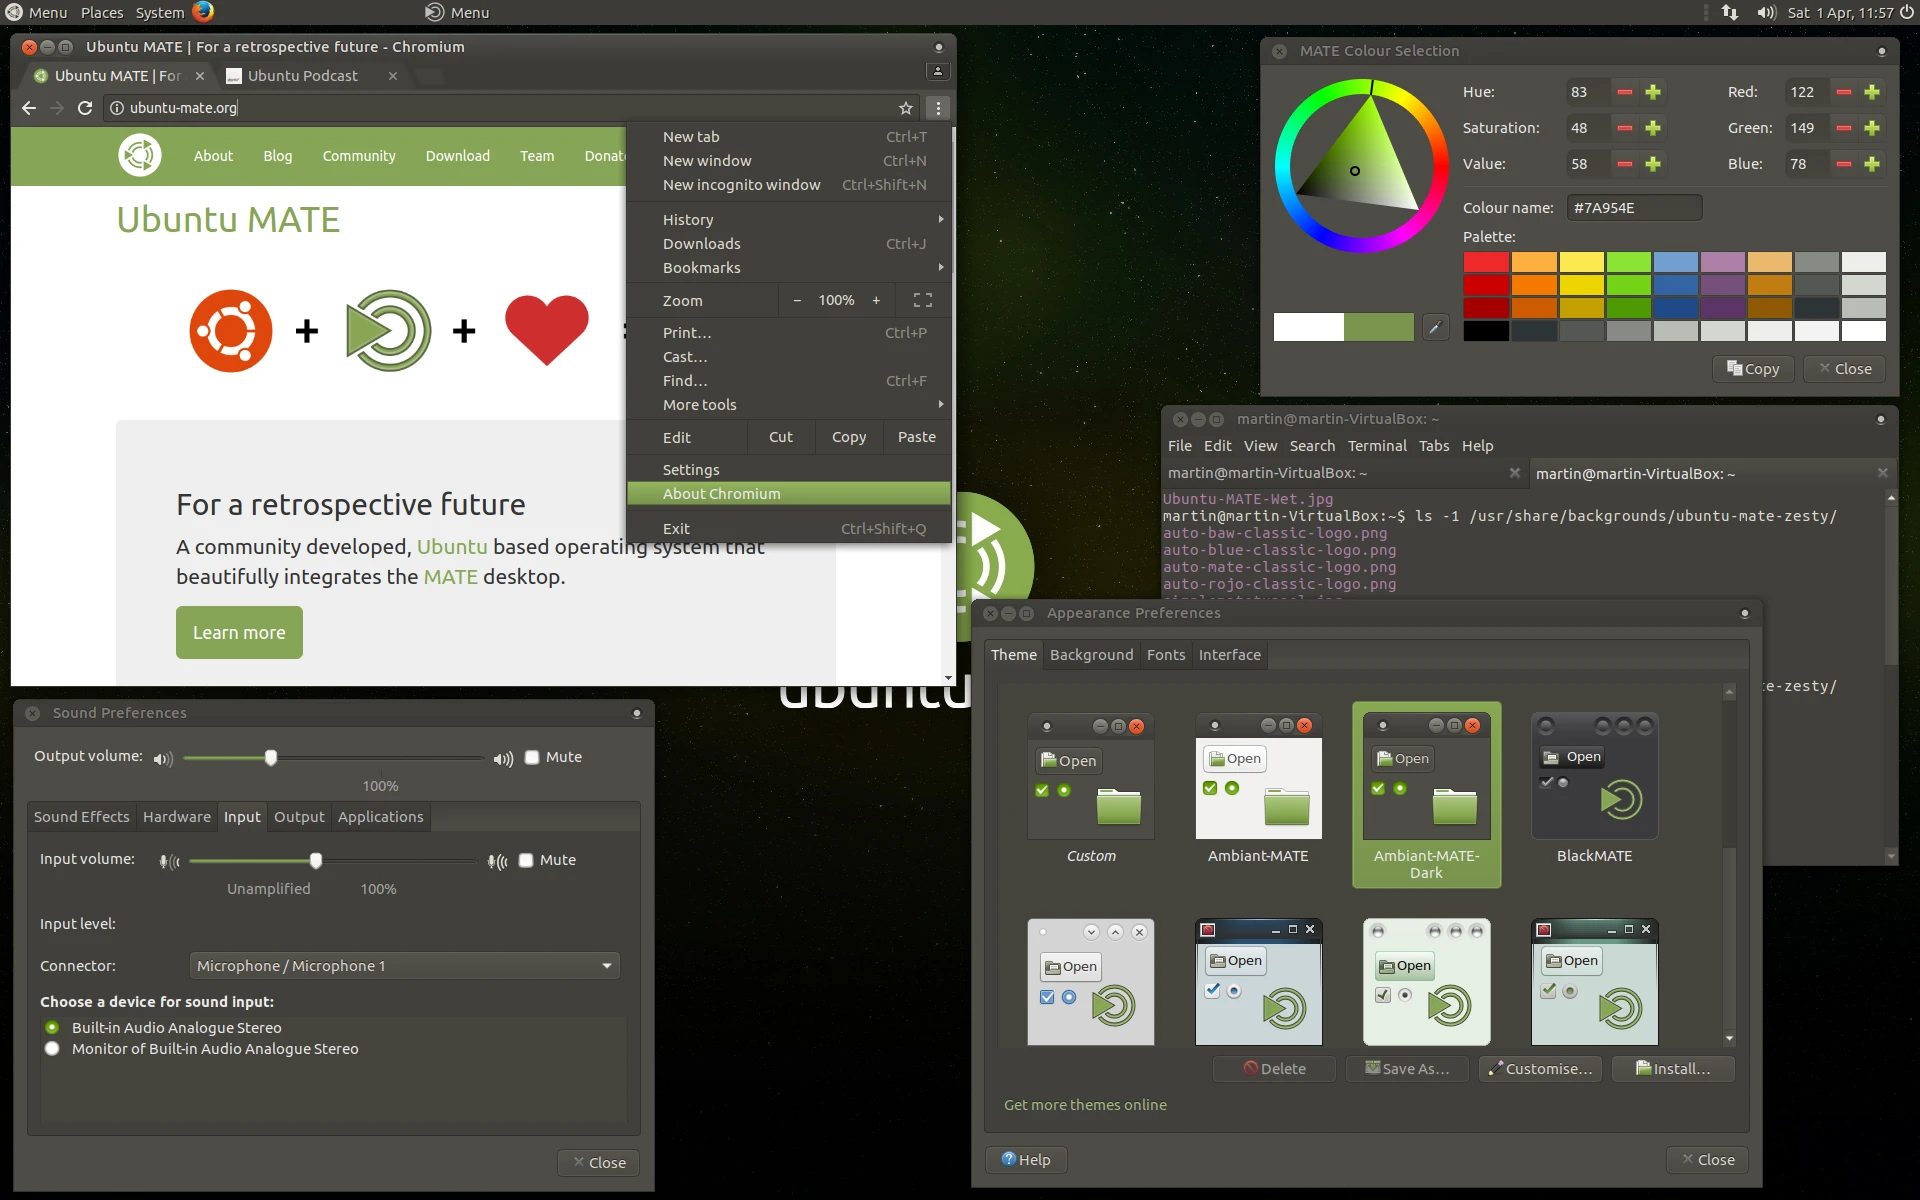 Menu Places System
Menu
Sat 1 Apr, 11:57
Ubuntu MATE | For a retrospective future - Chromium
Ubuntu MATE | For
Ubuntu Podcast
ubuntu-mate.org
About Blog Community Download Team Donate
Ubuntu MATE
+ +
For a retrospective future
A community developed, Ubuntu based operating system that
beautifully integrates the MATE desktop.
Learn more
New tab Ctrl+T
New window Ctrl+N
New incognito window Ctrl+Shift+N
History
Downloads Ctrl+J
Bookmarks
Zoom − 100% +
Print... Ctrl+P
Cast...
Find... Ctrl+F
More tools
Edit Cut Copy Paste
Settings
About Chromium
Exit Ctrl+Shift+Q
ubuntu
MATE Colour Selection
Hue: 83 Red: 122
Saturation: 48 Green: 149
Value: 58 Blue: 78
Colour name: #7A954E
Palette:
Copy Close
martin@martin-VirtualBox: ~
File Edit View Search Terminal Tabs Help
martin@martin-VirtualBox: ~ martin@martin-VirtualBox: ~
Ubuntu-MATE-Wet.jpg
martin@martin-VirtualBox:~$ ls -1 /usr/share/backgrounds/ubuntu-mate-zesty/
auto-baw-classic-logo.png
auto-blue-classic-logo.png
auto-mate-classic-logo.png
auto-rojo-classic-logo.png
te-zesty/
Sound Preferences
Output volume: Mute
100%
Sound Effects Hardware Input Output Applications
Input volume: Mute
Unamplified 100%
Input level:
Connector: Microphone / Microphone 1
Choose a device for sound input:
Built-in Audio Analogue Stereo
Monitor of Built-in Audio Analogue Stereo
Close
Appearance Preferences
Theme Background Fonts Interface
Open Open Open Open
Custom Ambiant-MATE Ambiant-MATE-
Dark BlackMATE
Open Open Open Open
Delete Save As... Customise... Install...
Get more themes online
Help Close